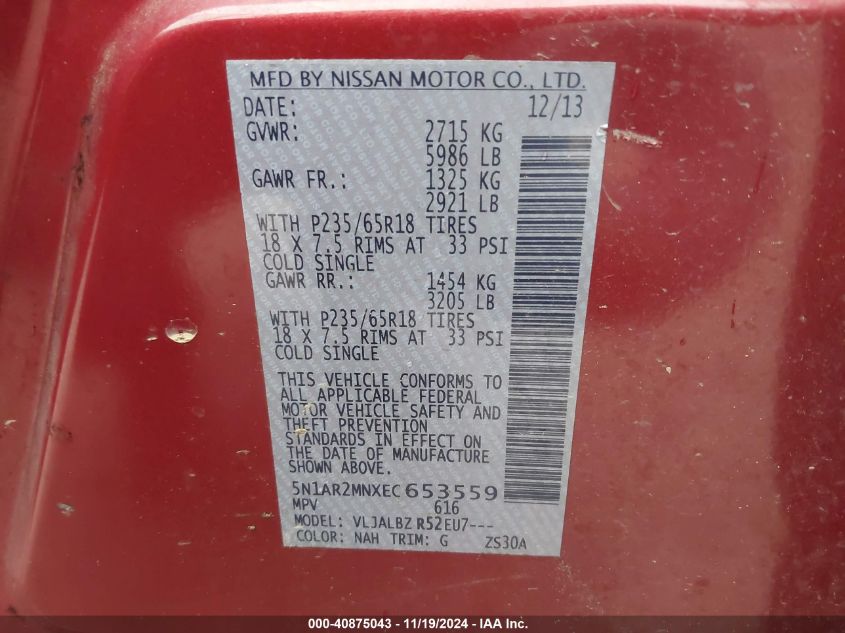 MFD BY NISSAN MOTOR CO., LTD.
DATE: 12/13
GVWR: 2715 KG
5986 LB
GAWR FR.: 1325 KG
2921 LB
WITH P235/65R18 TIRES
18 X 7.5 RIMS AT 33 PSI
COLD SINGLE
GAWR RR.: 1454 KG
3205 LB
WITH P235/65R18 TIRES
18 X 7.5 RIMS AT 33 PSI
COLD SINGLE
THIS VEHICLE CONFORMS TO
ALL APPLICABLE FEDERAL
MOTOR VEHICLE SAFETY AND
THEFT PREVENTION
STANDARDS IN EFFECT ON
THE DATE OF MANUFACTURE
SHOWN ABOVE.
5N1AR2MNXEC653559
MPV 616
MODEL: VLJALBZ R52EU7---
COLOR: NAH TRIM: G ZS30A
000-40875043 - 11/19/2024 - IAA, Inc.